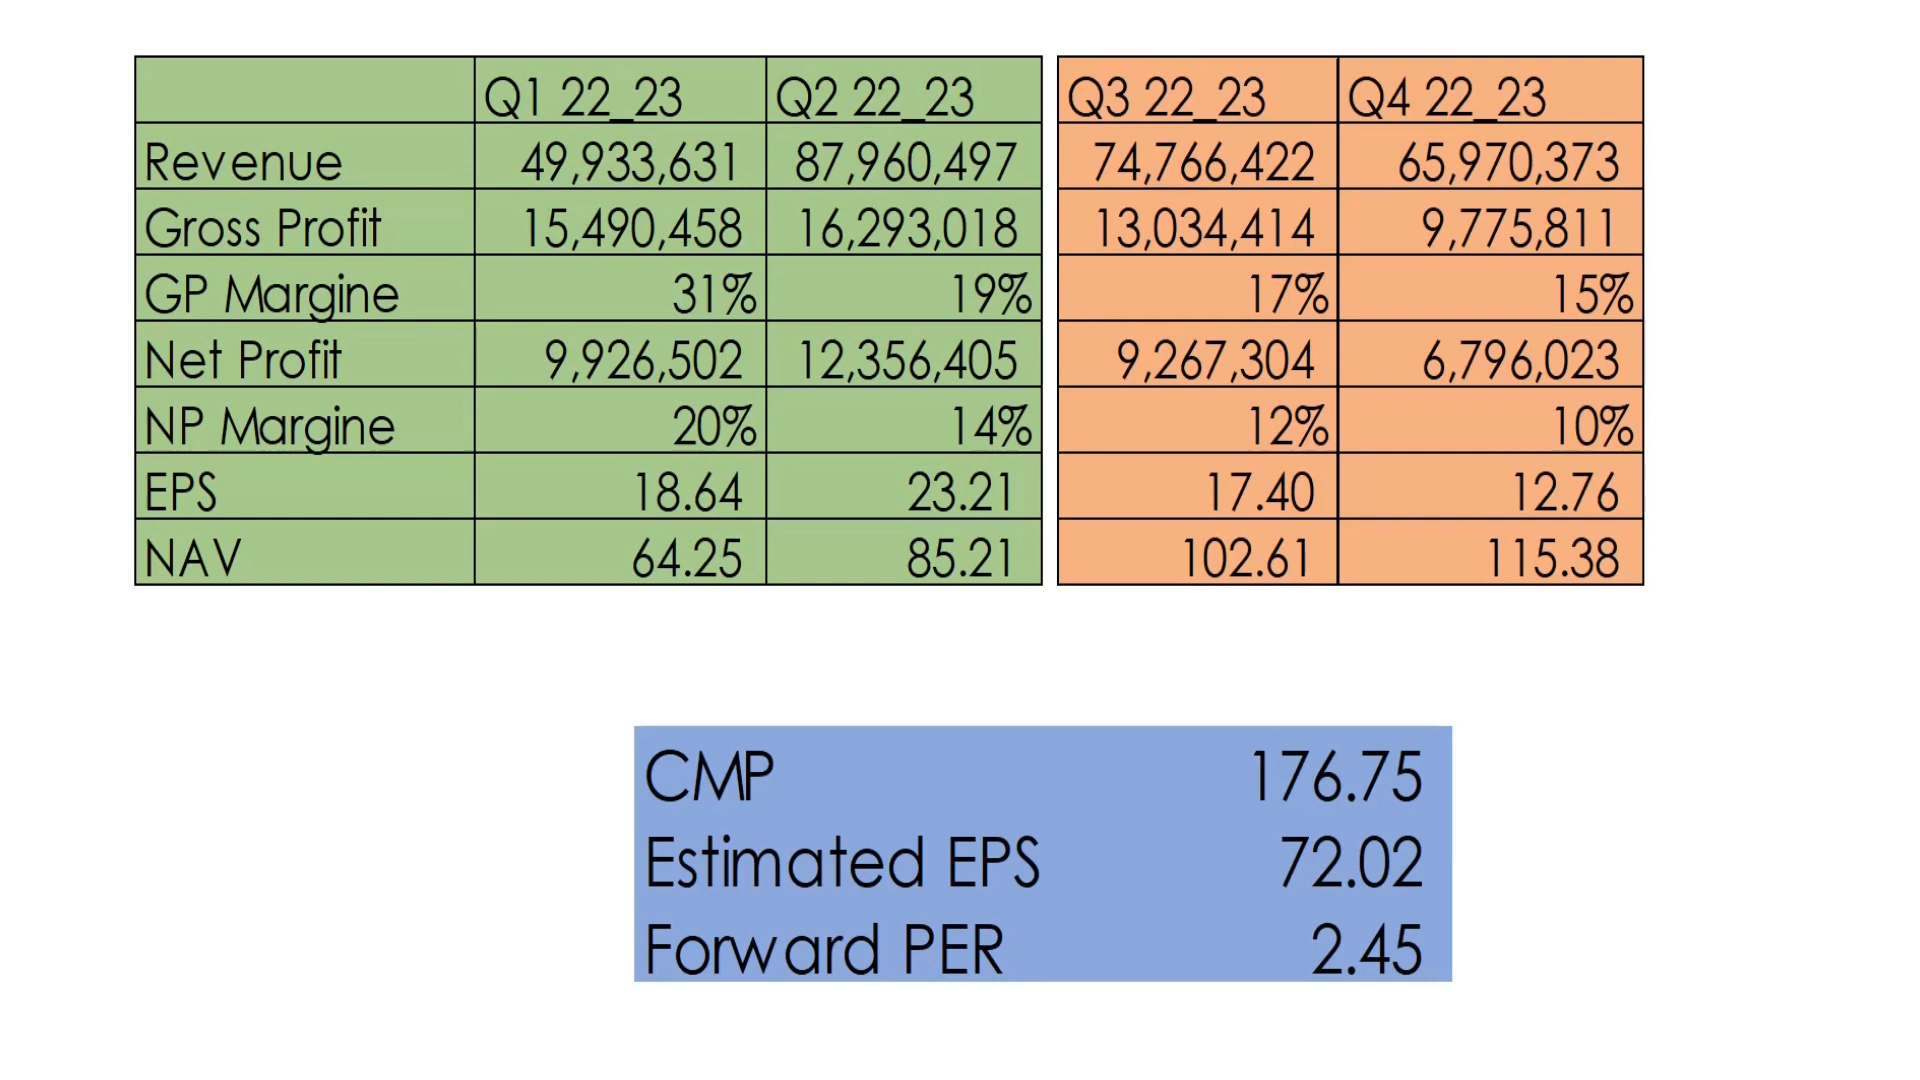 Q1 22_23 Q2 22_23 Q3 22_23 Q4 22_23
Revenue 49,933,631 87,960,497 74,766,422 65,970,373
Gross Profit 15,490,458 16,293,018 13,034,414 9,775,811
GP Margine 31% 19% 17% 15%
Net Profit 9,926,502 12,356,405 9,267,304 6,796,023
NP Margine 20% 14% 12% 10%
EPS 18.64 23.21 17.40 12.76
NAV 64.25 85.21 102.61 115.38
CMP 176.75
Estimated EPS 72.02
Forward PER 2.45